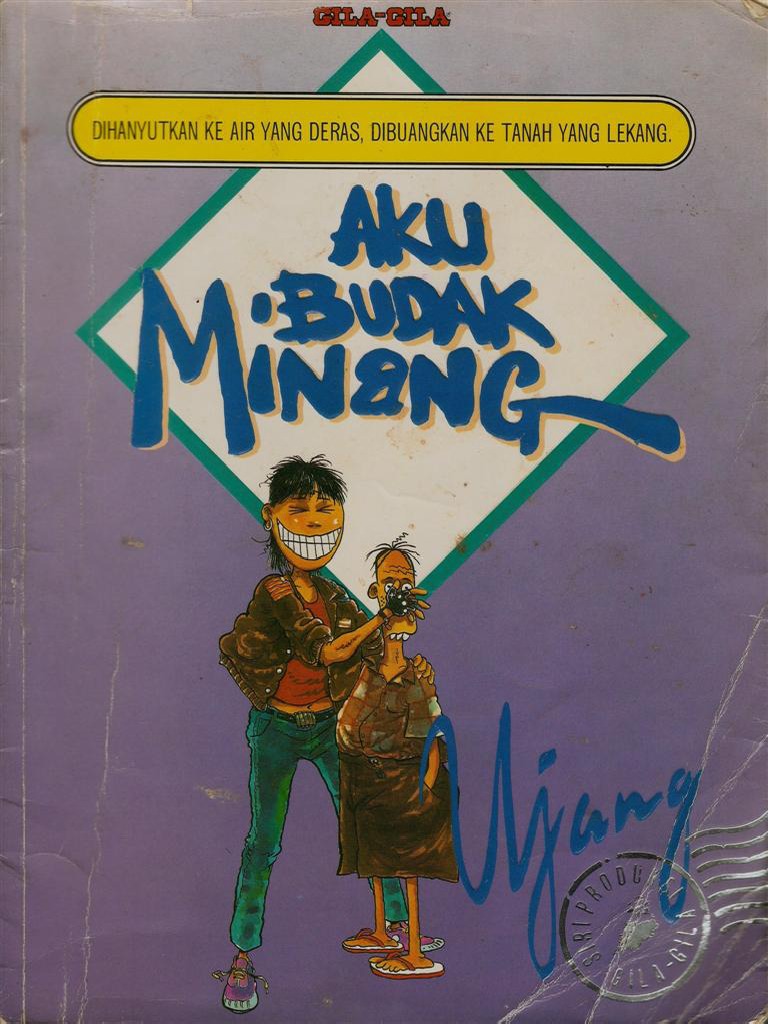 GILA-GILA
DIHANYUTKAN KE AIR YANG DERAS, DIBUANGKAN KE TANAH YANG LEKANG.
AKU
BUDAK
MINANG
Ujang
SIRI PRODUK
GILA-GILA